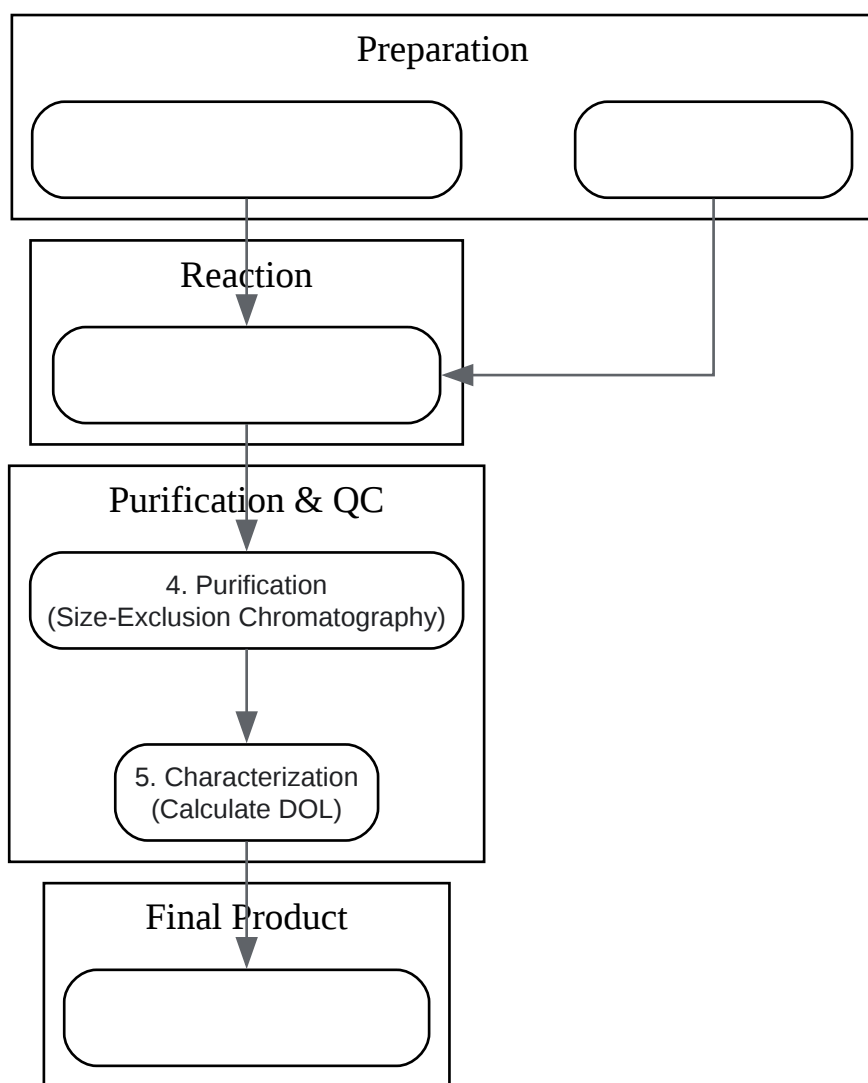 Preparation
Reaction
Purification & QC
4. Purification
(Size-Exclusion Chromatography)
5. Characterization
(Calculate DOL)
Final Product